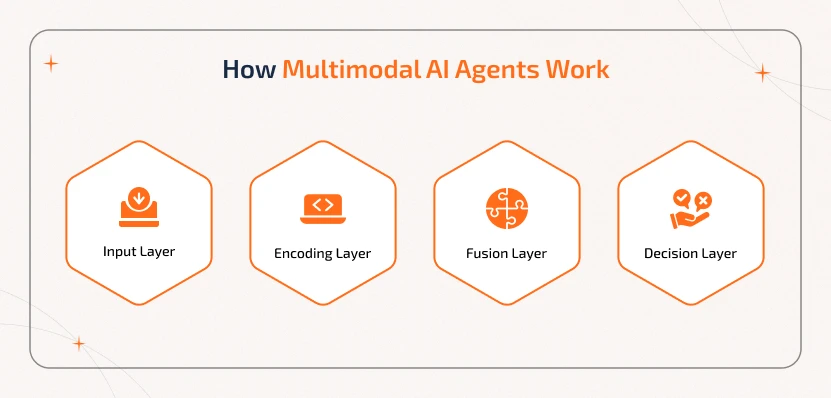 How Multimodal AI Agents Work
Input Layer
Encoding Layer
Fusion Layer
Decision Layer